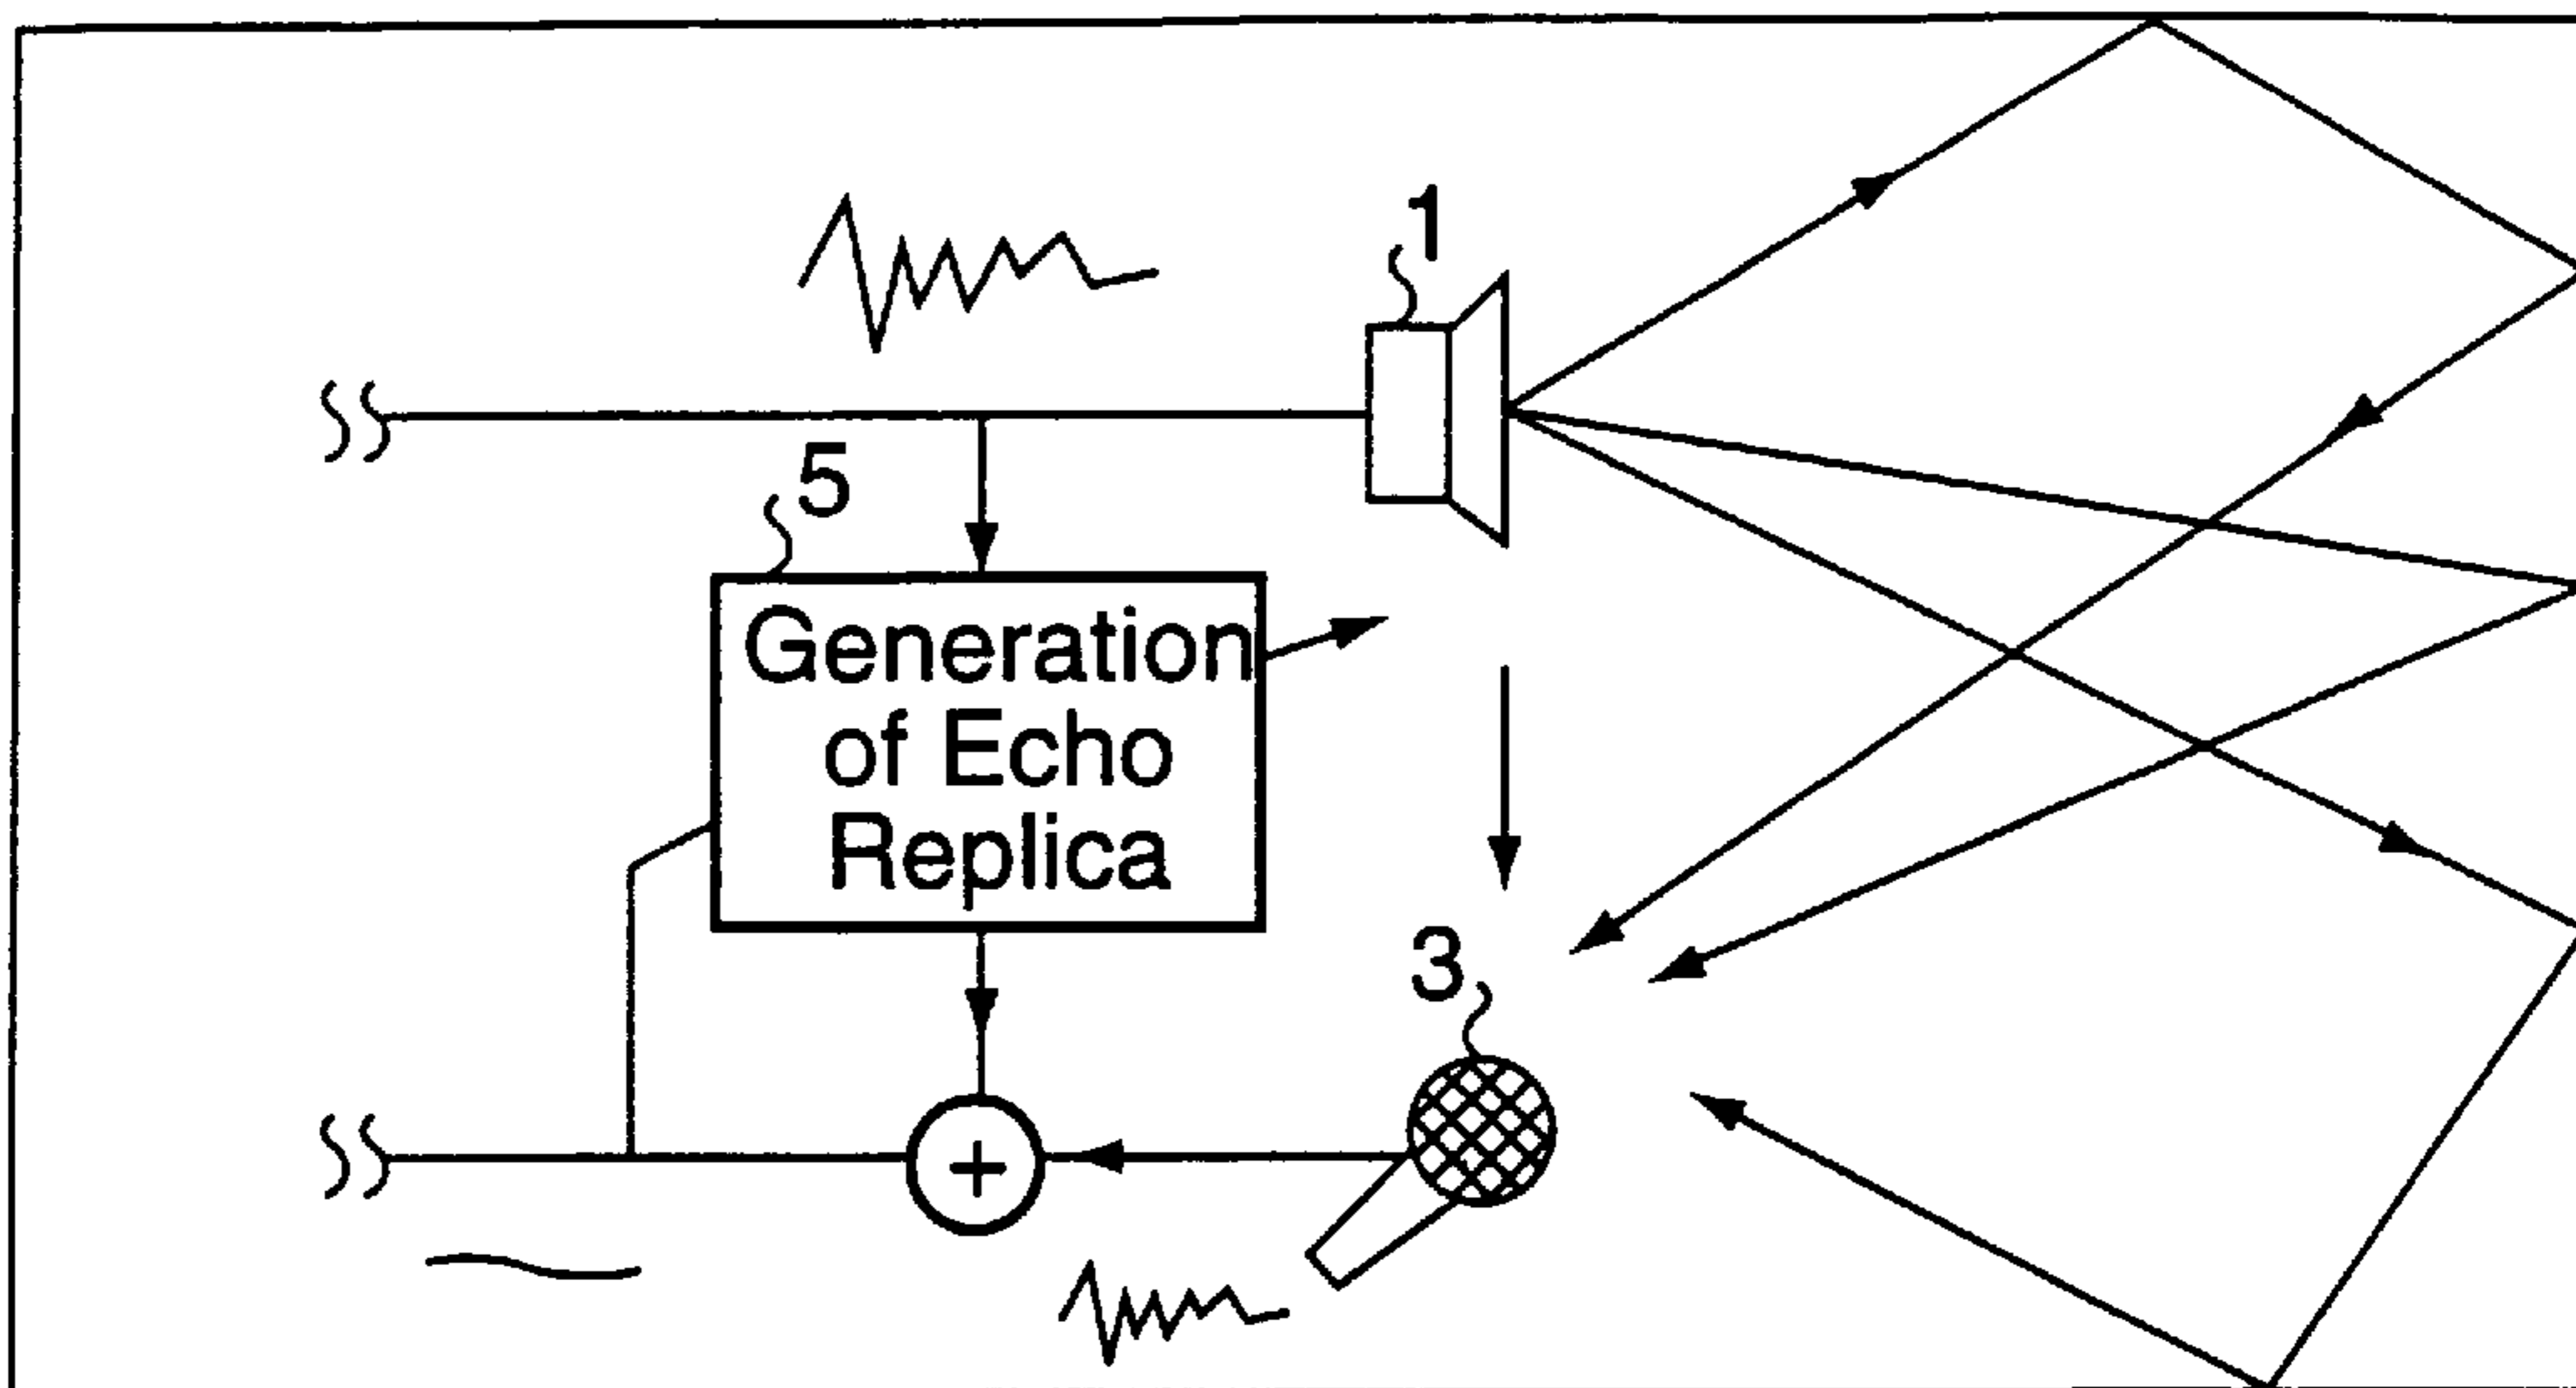 1
5
Generation
of Echo
Replica
3
+